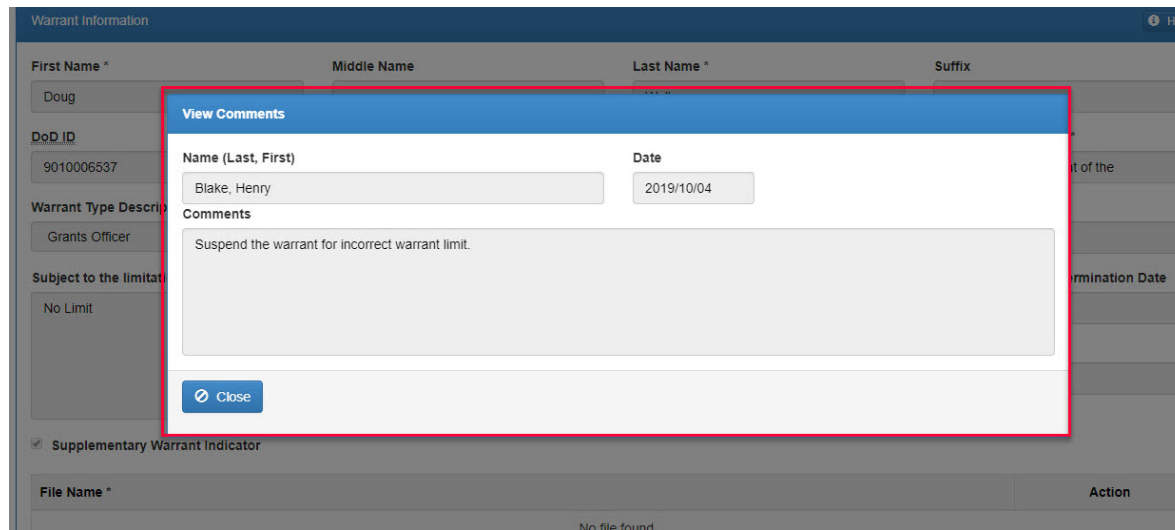 Warrant Information
First Name * Middle Name Last Name * Suffix
Doug
View Comments
DoD ID
Name (Last, First) Date
9010006537 Blake, Henry 2019/10/04 of the
Warrant Type Descrip
Comments
Grants Officer Suspend the warrant for incorrect warrant limit.
Subject to the limitati ermination Date
No Limit
Close
Supplementary Warrant Indicator
File Name * Action
No file found